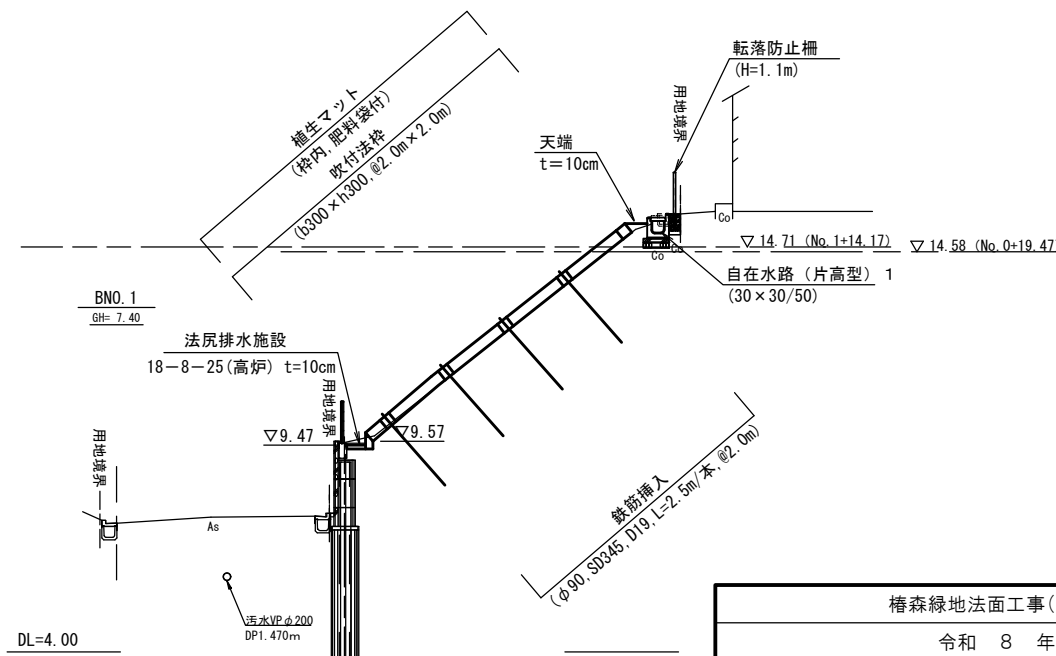 植生マット
(枠内,肥料袋付)
吹付法枠
(b300×h300,@2.0m×2.0m)
転落防止柵
(H=1.1m)
用地境界
天端
t=10cm
Co
Co
Co
▽14.71 (No.1+14.17)
▽14.58 (No.0+19.47
自在水路（片高型）1
(30×30/50)
BNO.1
GH= 7.40
法尻排水施設
18-8-25(高炉) t=10cm
用地境界
▽9.47
▽9.57
用地境界
As
鉄筋挿入
(φ90,SD345,D19,L=2.5m/本,@2.0m)
汚水VPφ200
DP1.470m
DL=4.00
椿森緑地法面工事(
令和 8 年